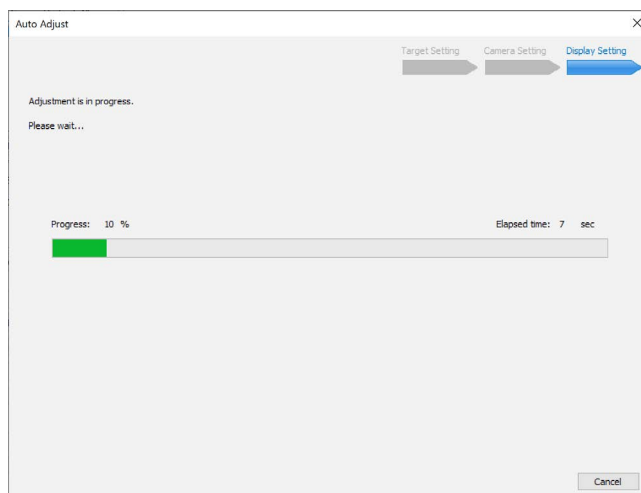 Auto Adjust
Target Setting Camera Setting Display Setting
Adjustment is in progress.
Please wait...
Progress: 10 % Elapsed time: 7 sec
Cancel